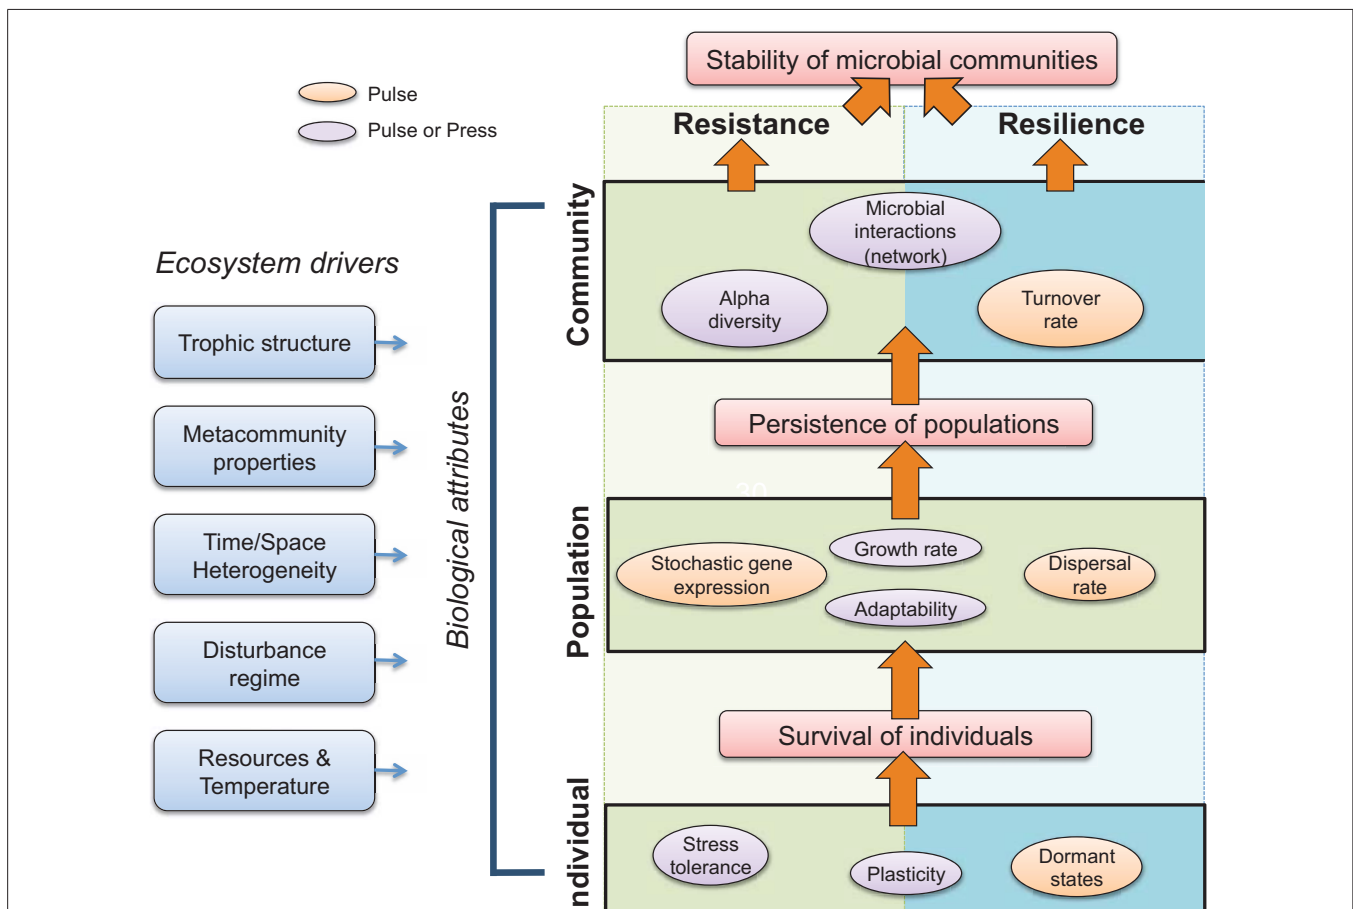 Stability of microbial communities
Pulse
Pulse or Press
Resistance
Resilience
Community
Microbial
interactions
(network)
Alpha
diversity
Turnover
rate
Ecosystem drivers
Trophic structure
Metacommunity
properties
Time/Space
Heterogeneity
Disturbance
regime
Resources &
Temperature
Biological attributes
Persistence of populations
30
Population
Stochastic gene
expression
Growth rate
Adaptability
Dispersal
rate
Survival of individuals
ndividual
Stress
tolerance
Plasticity
Dormant
states